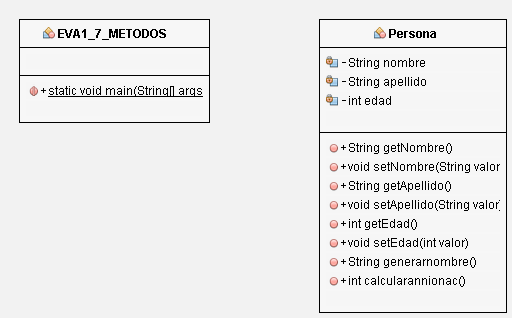 EVA1_7_METODOS
+ static void main(String[] args
Persona
- String nombre
- String apellido
- int edad
+ String getNombre()
+ void setNombre(String valor
+ String getApellido()
+ void setApellido(String valor)
+ int getEdad()
+ void setEdad(int valor)
+ String generarnombre()
+ int calcularannionac()